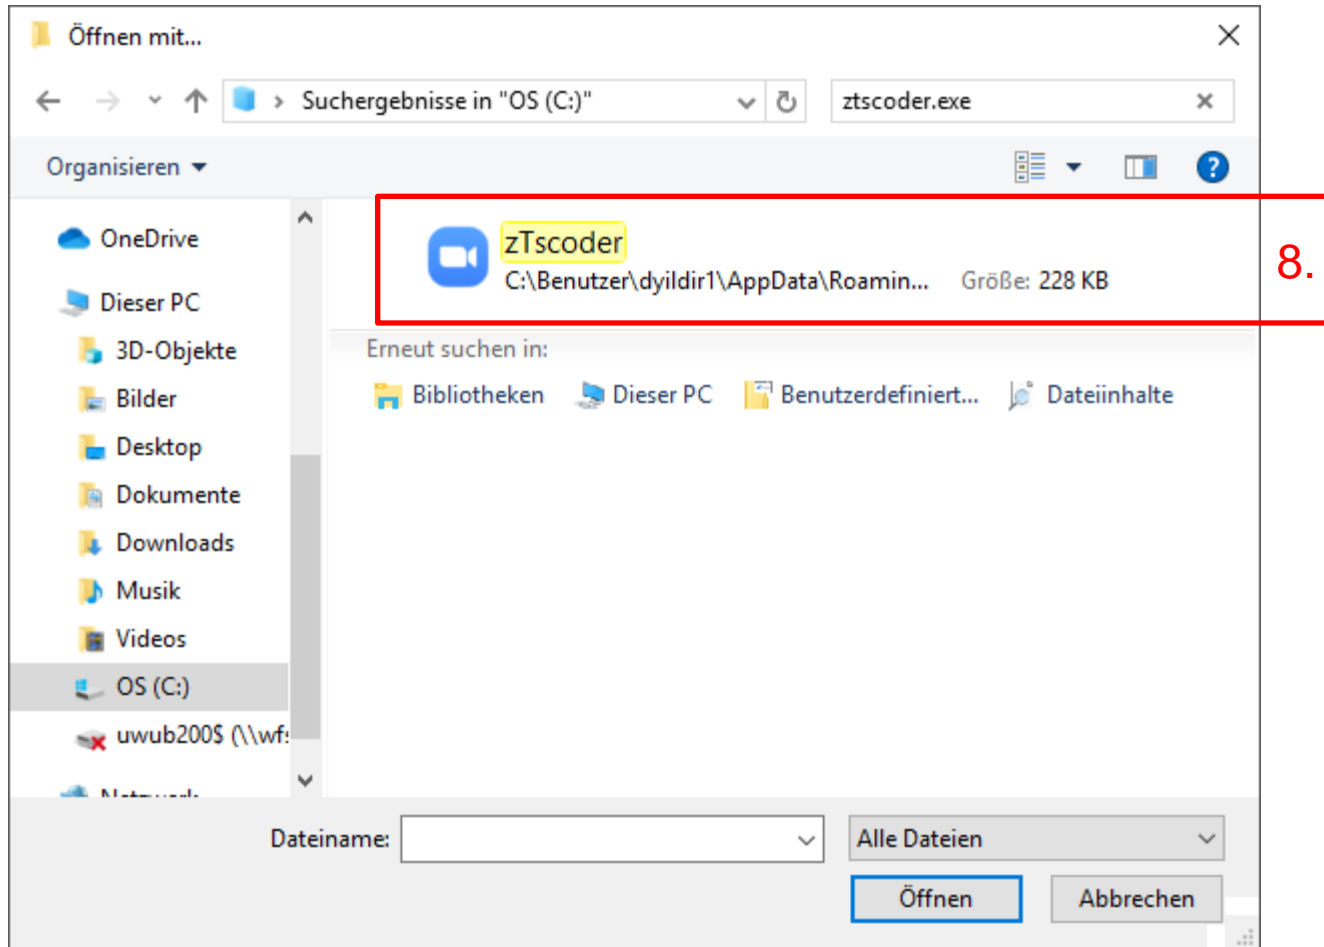 Öffnen mit...
Suchergebnisse in "OS (C:)"
ztscoder.exe
Organisieren
OneDrive
Dieser PC
3D-Objekte
Bilder
Desktop
Dokumente
Downloads
Musik
Videos
OS (C:)
uwub200$ (\\wf
zTscoder
C:\Benutzer\dyildir1\AppData\Roamin... Größe: 228 KB
8.
Erneut suchen in:
Bibliotheken Dieser PC Benutzerdefiniert... Dateiinhalte
Dateiname: Alle Dateien
Öffnen Abbrechen